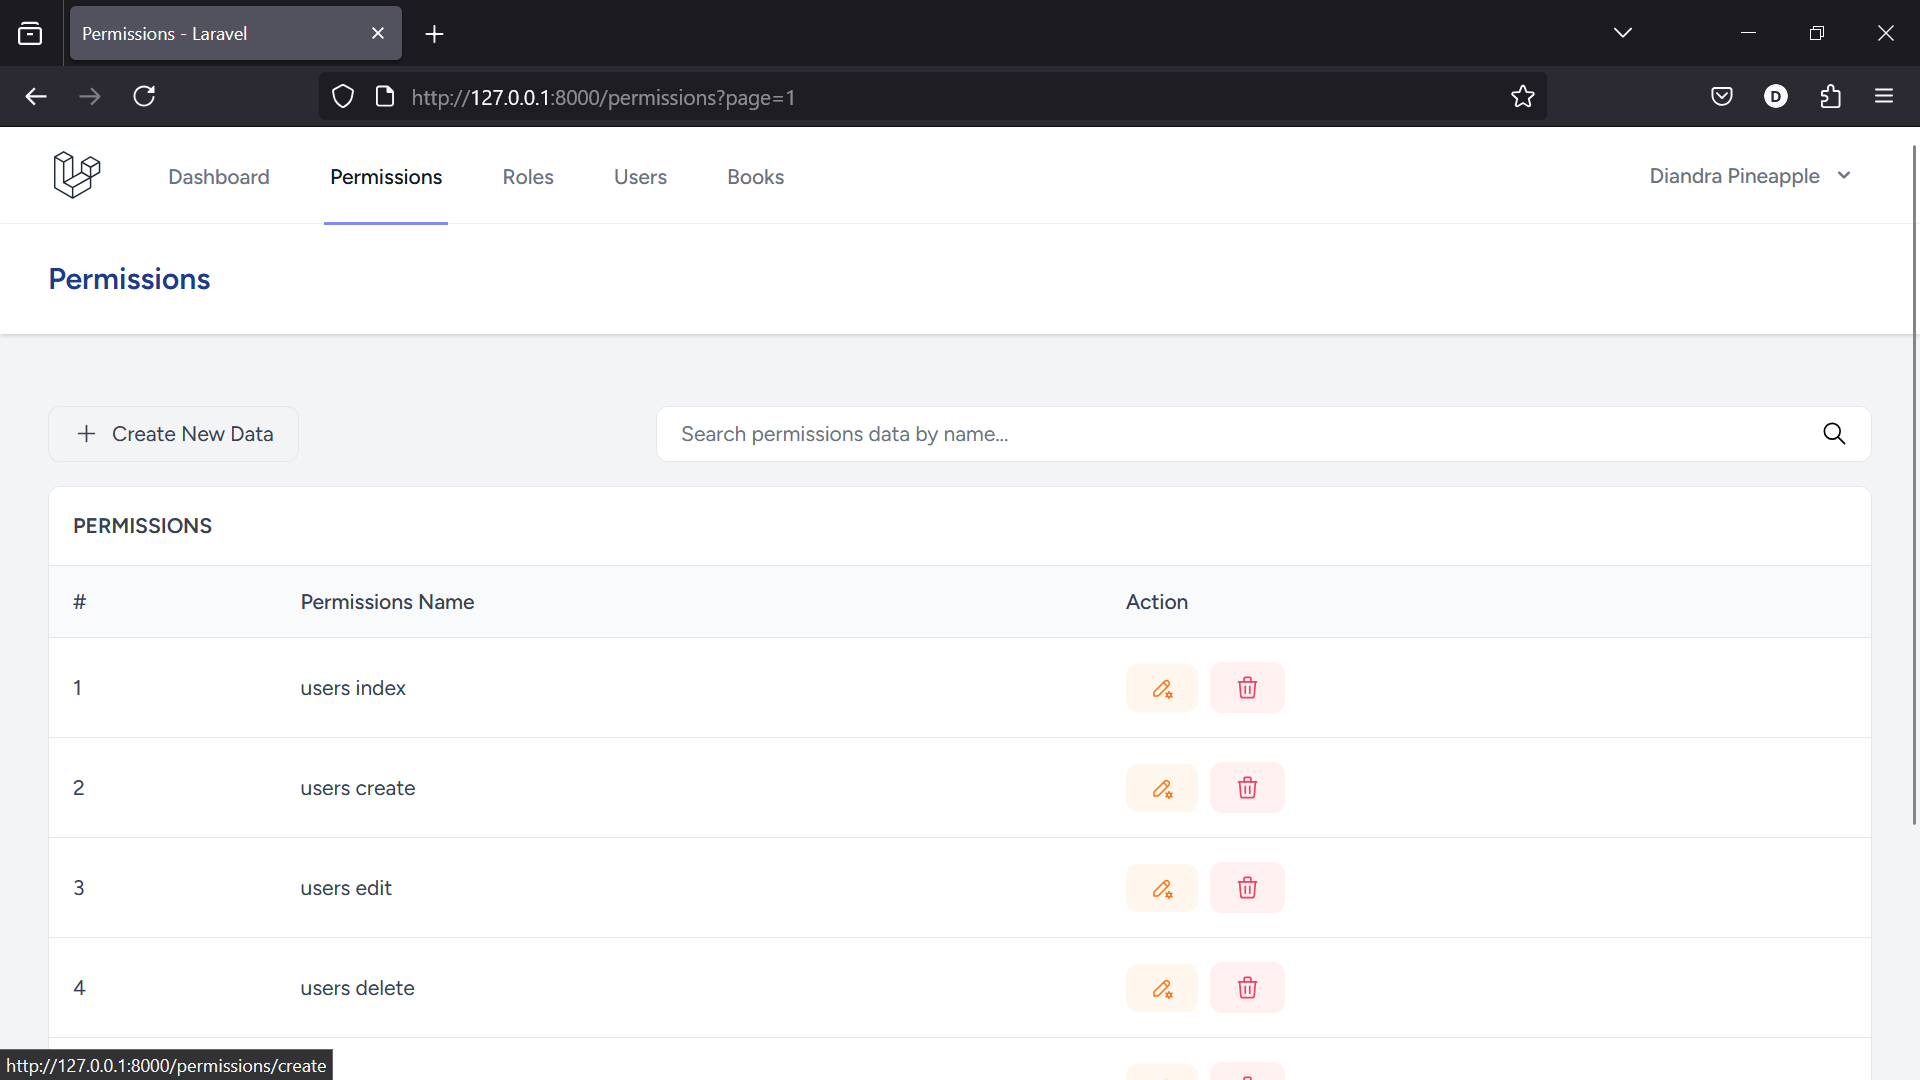 Permissions - Laravel
http://127.0.0.1:8000/permissions?page=1
D
Dashboard
Permissions
Roles
Users
Books
Diandra Pineapple
Permissions
Create New Data
Search permissions data by name...
PERMISSIONS
# Permissions Name Action
1 users index
2 users create
3 users edit
4 users delete
http://127.0.0.1:8000/permissions/create